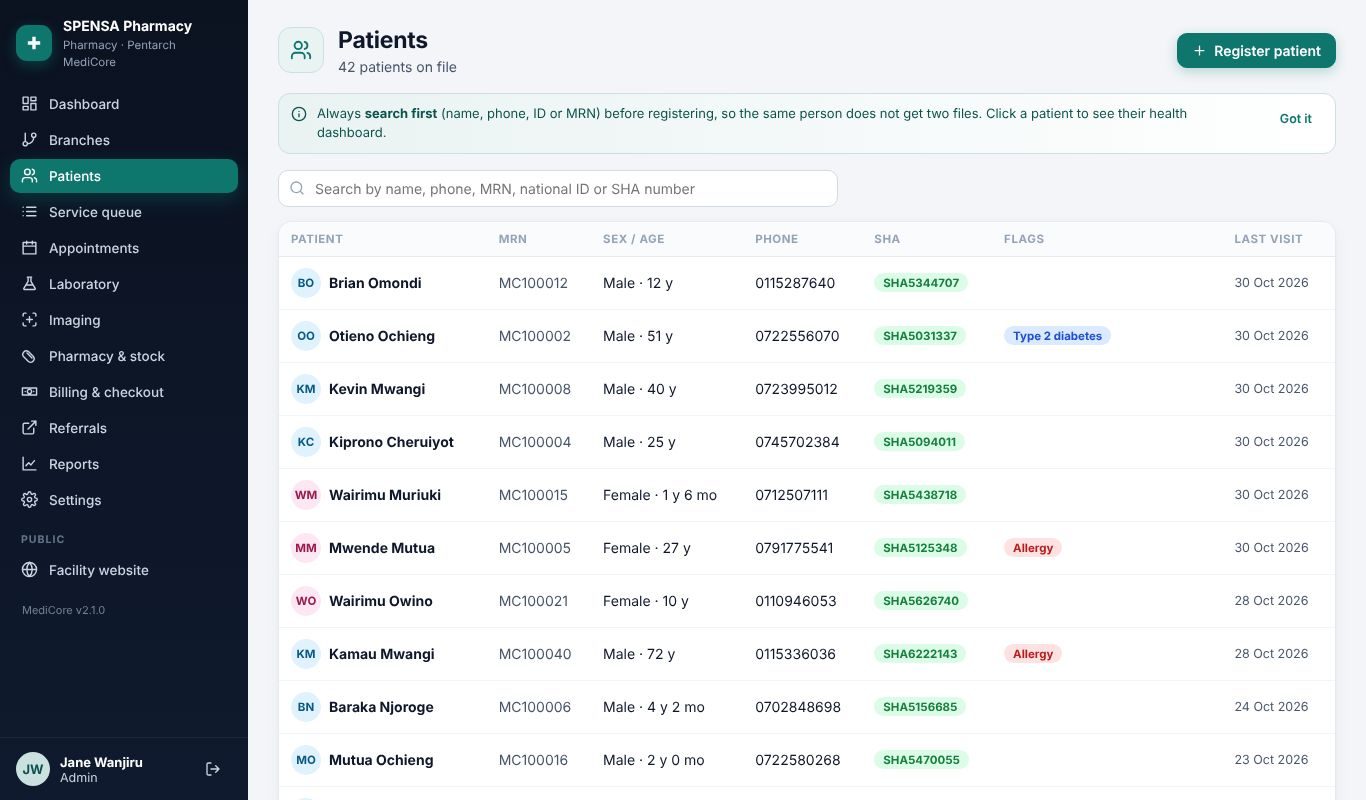 SPENSA Pharmacy
Pharmacy · Pentarch
MediCore
Dashboard
Branches
Patients
Service queue
Appointments
Laboratory
Imaging
Pharmacy & stock
Billing & checkout
Referrals
Reports
Settings
PUBLIC
Facility website
MediCore v2.1.0
JW
Jane Wanjiru
Admin
Patients
42 patients on file
+ Register patient
Always search first (name, phone, ID or MRN) before registering, so the same person does not get two files. Click a patient to see their health
dashboard.
Got it
Search by name, phone, MRN, national ID or SHA number
PATIENT MRN SEX / AGE PHONE SHA FLAGS LAST VISIT
BO Brian Omondi MC100012 Male · 12 y 0115287640 SHA5344707 30 Oct 2026
OO Otieno Ochieng MC100002 Male · 51 y 0722556070 SHA5031337 Type 2 diabetes 30 Oct 2026
KM Kevin Mwangi MC100008 Male · 40 y 0723995012 SHA5219359 30 Oct 2026
KC Kiprono Cheruiyot MC100004 Male · 25 y 0745702384 SHA5094011 30 Oct 2026
WM Wairimu Muriuki MC100015 Female · 1 y 6 mo 0712507111 SHA5438718 30 Oct 2026
MM Mwende Mutua MC100005 Female · 27 y 0791775541 SHA5125348 Allergy 30 Oct 2026
WO Wairimu Owino MC100021 Female · 10 y 0110946053 SHA5626740 28 Oct 2026
KM Kamau Mwangi MC100040 Male · 72 y 0115336036 SHA6222143 Allergy 28 Oct 2026
BN Baraka Njoroge MC100006 Male · 4 y 2 mo 0702848698 SHA5156685 24 Oct 2026
MO Mutua Ochieng MC100016 Male · 2 y 0 mo 0722580268 SHA5470055 23 Oct 2026